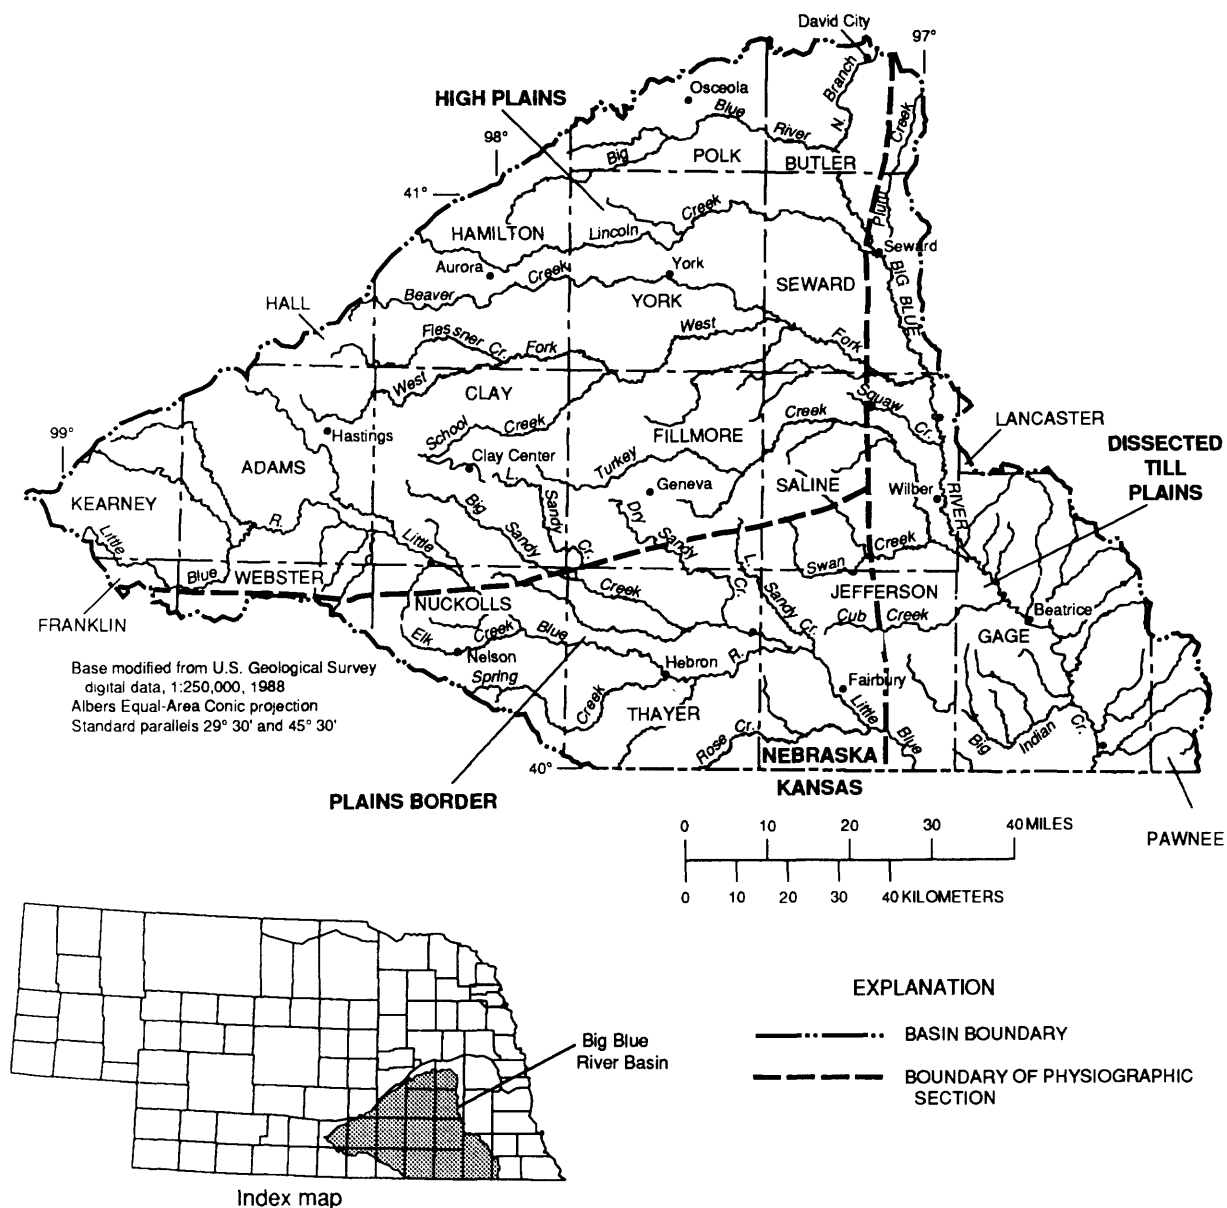 David City
97°
HIGH PLAINS
Osceola
Blue
River
N. Branch
Creek
98°
Big
POLK
BUTLER
41°
Plum
HAMILTON
Lincoln
Creek
Seward
Aurora
Creek
York
BIG BLUE
Beaver
YORK
SEWARD
HALL
Flessner Cr.
Fork
West
Fork
West
CLAY
Squaw
Cr.
LANCASTER
99°
Hastings
School
Creek
FILLMORE
Creek
DISSECTED
TILL
PLAINS
ADAMS
Clay Center
Turkey
KEARNEY
L.
Sandy
Cr.
Geneva
SALINE
Wilber
RIVER
R.
Big
Sandy
Creek
Dry
Sandy
Cr.
Little
Little
Swan
Creek
Blue
WEBSTER
L.
Sandy
Cr.
JEFFERSON
FRANKLIN
NUCKOLLS
Cub
Creek
Beatrice
Elk
Creek
Blue
GAGE
Nelson
Hebron
R.
Spring
Creek
Fairbury
Base modified from U.S. Geological Survey
digital data, 1:250,000, 1988
Albers Equal-Area Conic projection
Standard parallels 29° 30' and 45° 30'
THAYER
Little
Blue
Big
Indian
Cr.
Rose Cr.
40°
NEBRASKA
KANSAS
PLAINS BORDER
PAWNEE
0 10 20 30 40 MILES
0 10 20 30 40 KILOMETERS
EXPLANATION
BASIN BOUNDARY
BOUNDARY OF PHYSIOGRAPHIC
SECTION
Big Blue
River Basin
Index map